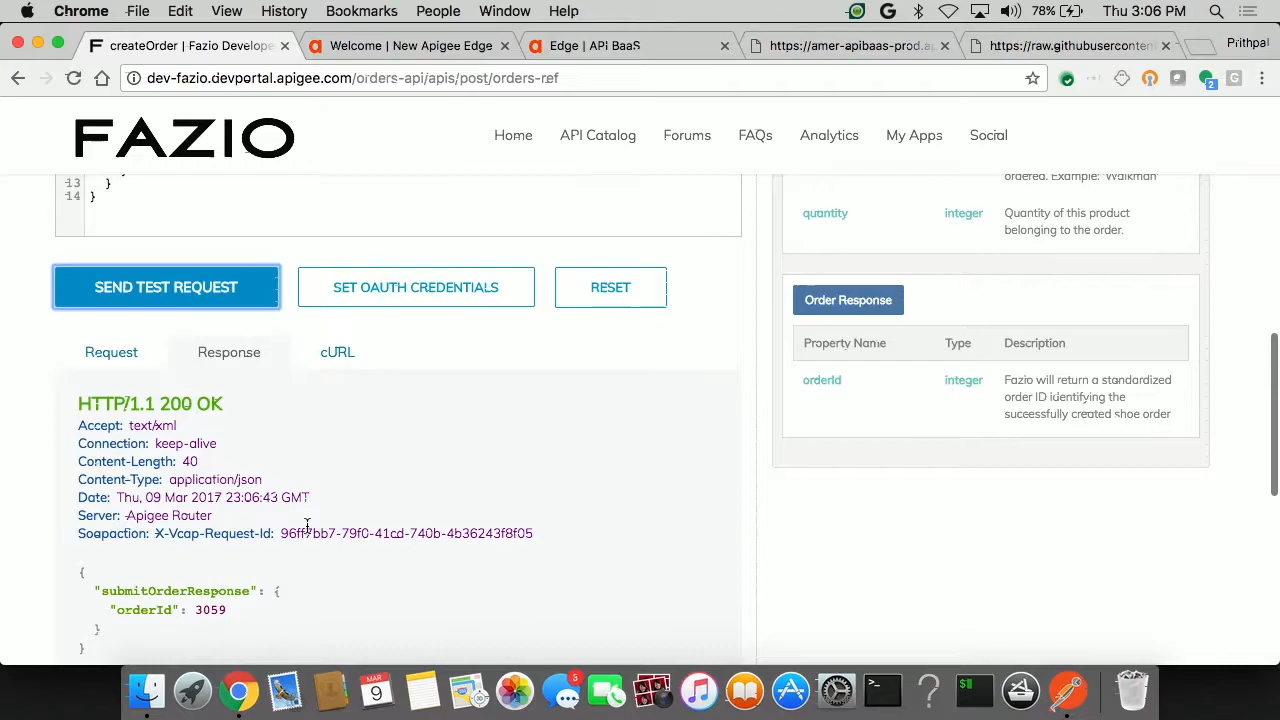 Chrome File Edit View History Bookmarks People Window Help 78% Thu 3:06 PM
createOrder | Fazio Develope Welcome | New Apigee Edge Edge | API BaaS https://amer-apibaas-prod.ap https://raw.githubusercontent Prithpal
dev-fazio.devportal.apigee.com/orders-api/apis/post/orders-ref
FAZIO Home API Catalog Forums FAQs Analytics My Apps Social
13 }
14 }
SEND TEST REQUEST SET OAUTH CREDENTIALS RESET
Request Response cURL
HTTP/1.1 200 OK
Accept: text/xml
Connection: keep-alive
Content-Length: 40
Content-Type: application/json
Date: Thu, 09 Mar 2017 23:06:43 GMT
Server: Apigee Router
Soapaction: X-Vcap-Request-Id: 96ff7bb7-79f0-41cd-740b-4b36243f8f05
{
"submitOrderResponse": {
"orderId": 3059
}
}
ordered. Example: 'Walkman'
quantity integer Quantity of this product
belonging to the order.
Order Response
Property Name Type Description
orderId integer Fazio will return a standardized
order ID identifying the
successfully created shoe order
MAR
9
3
2